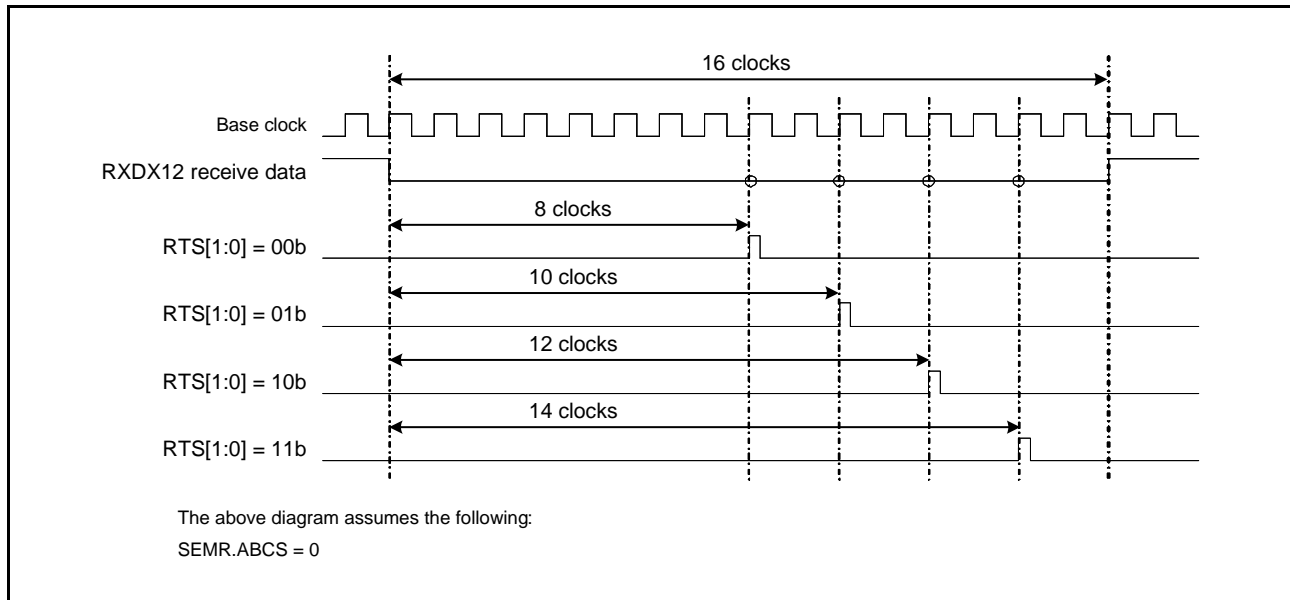 16 clocks
Base clock
RXDX12 receive data
8 clocks
RTS[1:0] = 00b
10 clocks
RTS[1:0] = 01b
12 clocks
RTS[1:0] = 10b
14 clocks
RTS[1:0] = 11b
The above diagram assumes the following:
SEMR.ABCS = 0